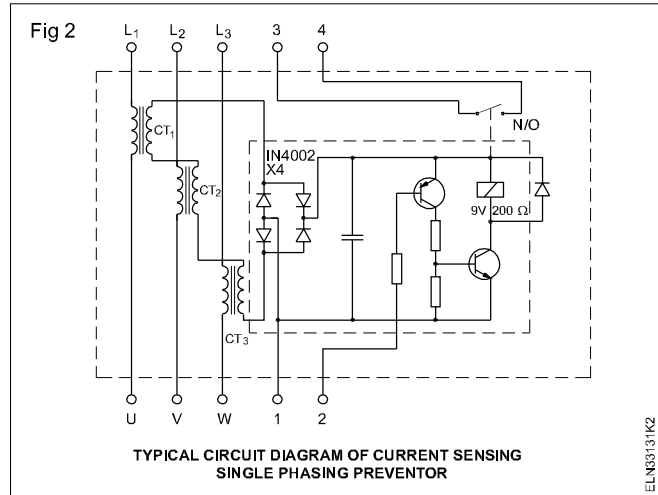 Fig 2
L1 L2 L3 3 4
N/O
CT1
IN4002
X4
CT2
9V 200 Ω
CT3
U V W 1 2
TYPICAL CIRCUIT DIAGRAM OF CURRENT SENSING
SINGLE PHASING PREVENTOR
ELN33131K2